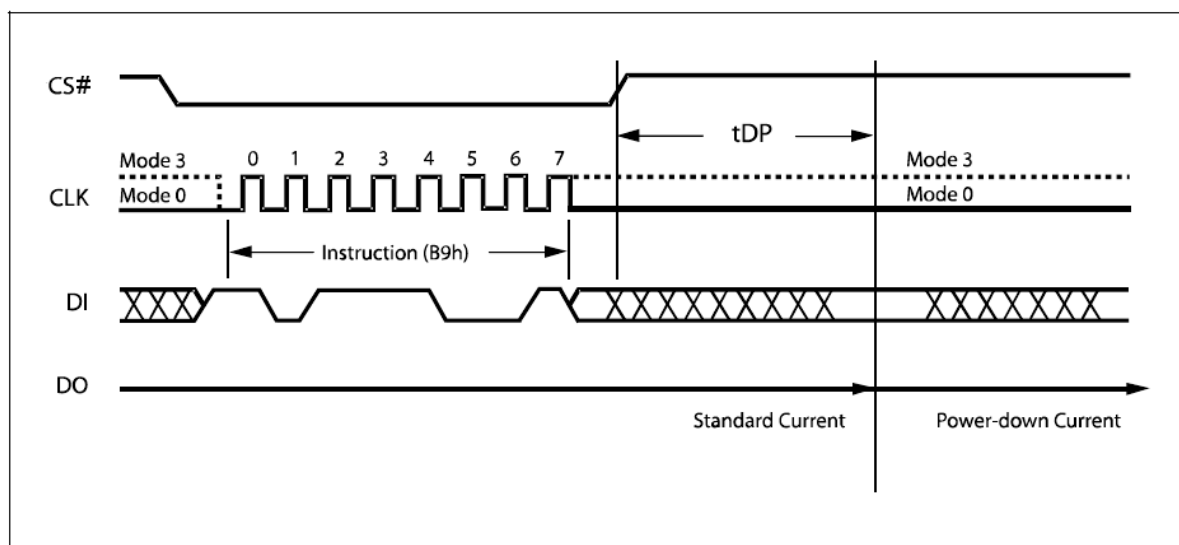 CS#
tDP
Mode 3
0 1 2 3 4 5 6 7
Mode 3
CLK
Mode 0
Mode 0
Instruction (B9h)
DI
DO
Standard Current
Power-down Current